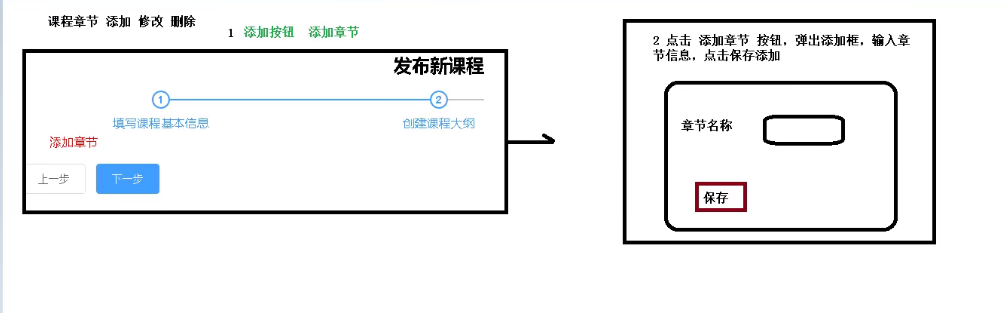 课程章节 添加 修改 删除
1 添加按钮 添加章节
发布新课程
1
2
填写课程基本信息
创建课程大纲
添加章节
上一步
下一步
2 点击 添加章节 按钮，弹出添加框，输入章
节信息，点击保存添加
章节名称
保存